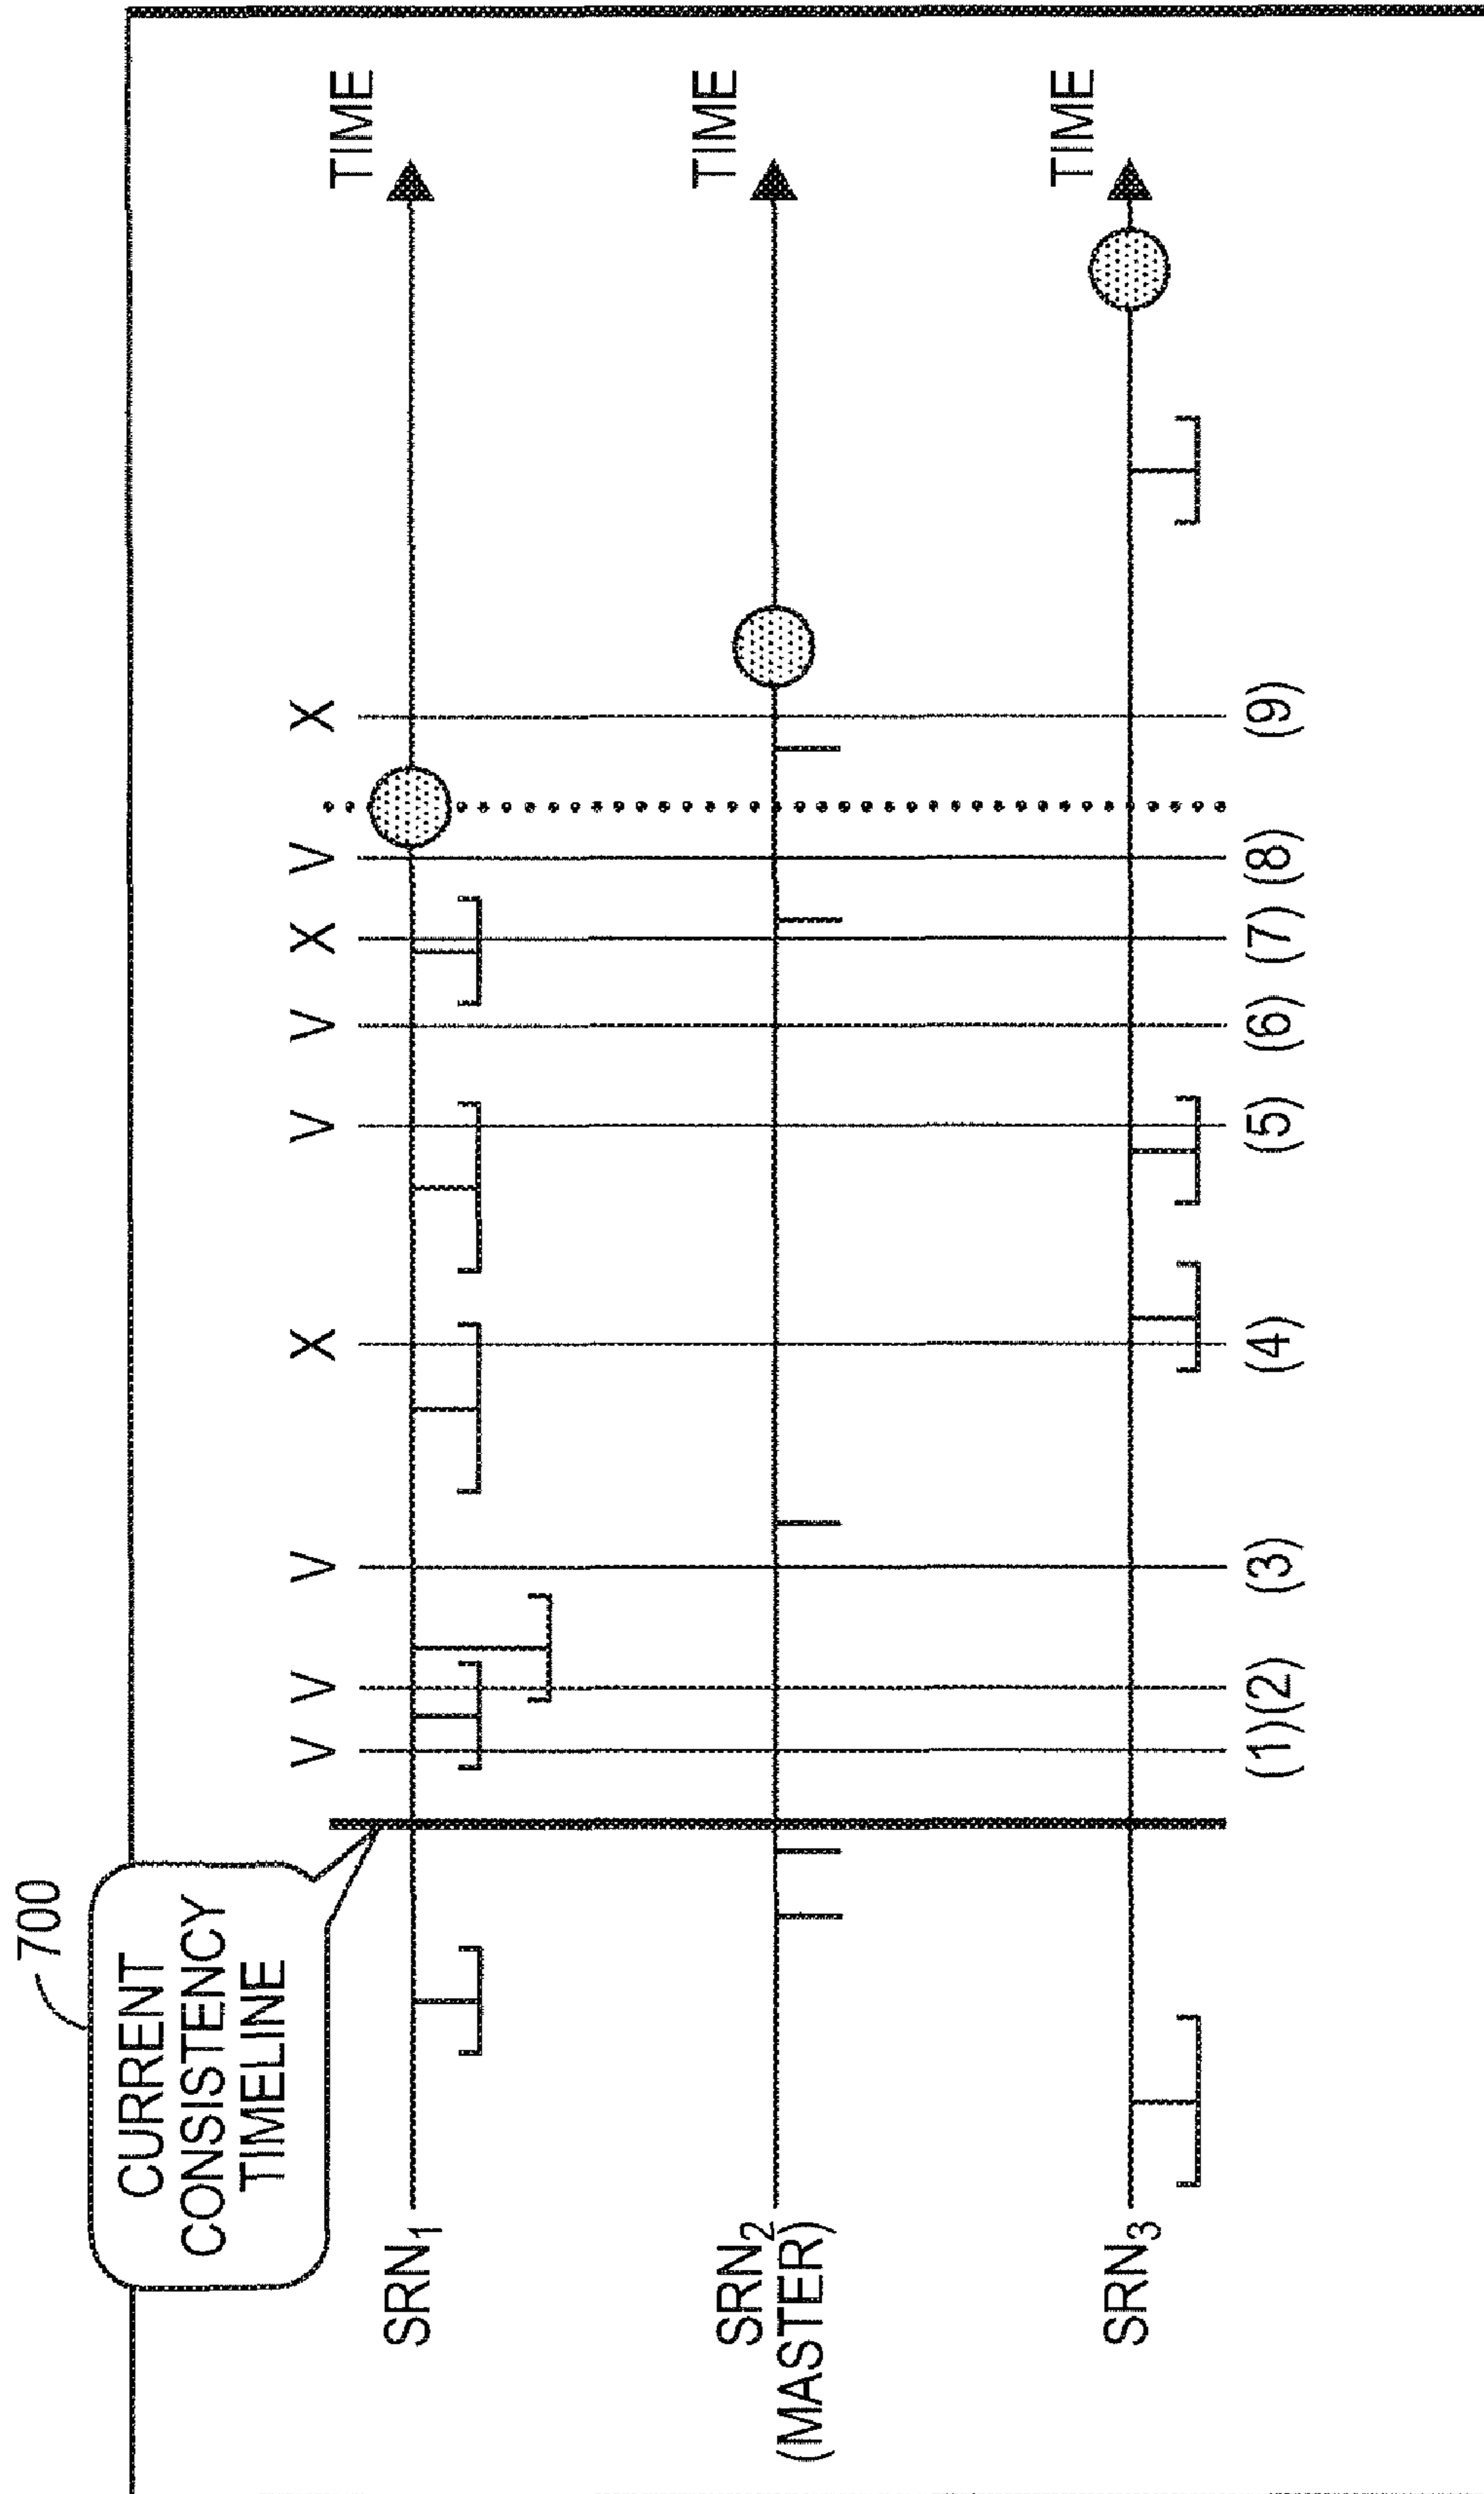 700
CURRENT
CONSISTENCY
TIMELINE
V V V X V V X V X
SRN1 TIME
SRN2 TIME
(MASTER)
SRN3 TIME
(1) (2) (3) (4) (5) (6) (7) (8) (9)